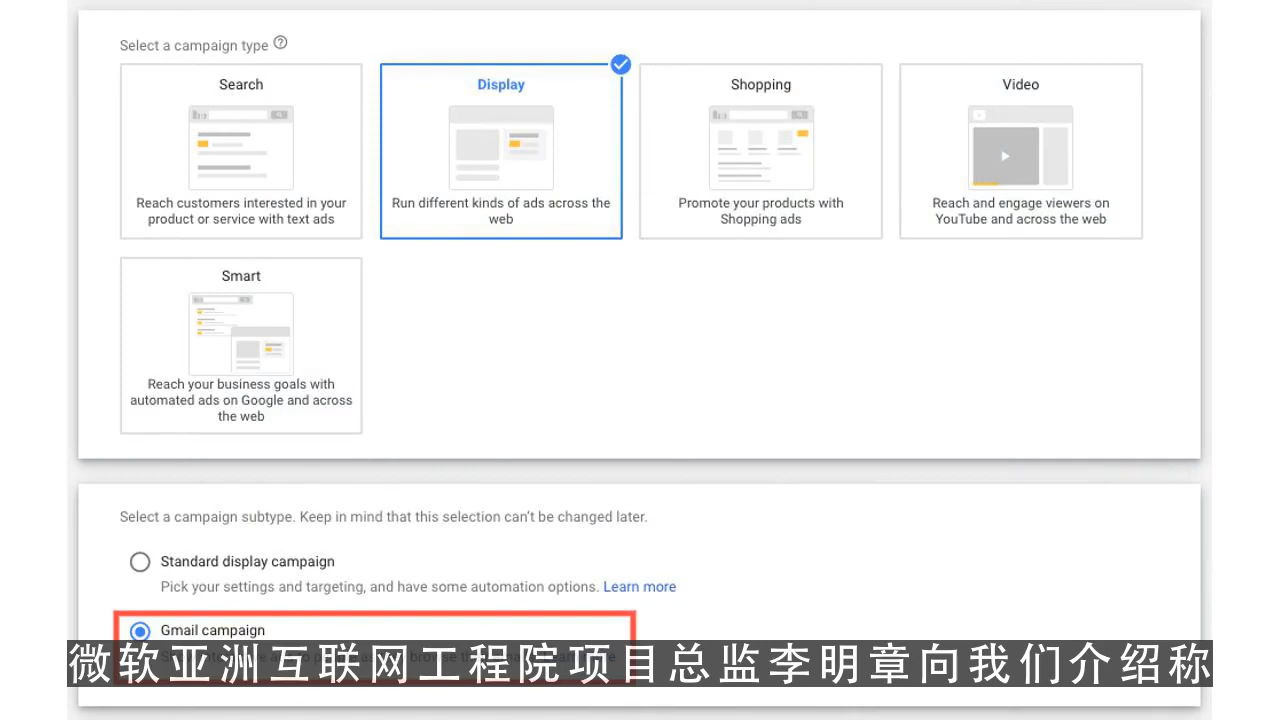 Select a campaign type
Search
Reach customers interested in your
product or service with text ads
Display
Run different kinds of ads across the
web
Shopping
Promote your products with
Shopping ads
Video
Reach and engage viewers on
YouTube and across the web
Smart
Reach your business goals with
automated ads on Google and across
the web
Select a campaign subtype. Keep in mind that this selection can't be changed later.
Standard display campaign
Pick your settings and targeting, and have some automation options. Learn more
Gmail campaign
微软亚洲互联网工程院项目总监李明章向我们介绍称